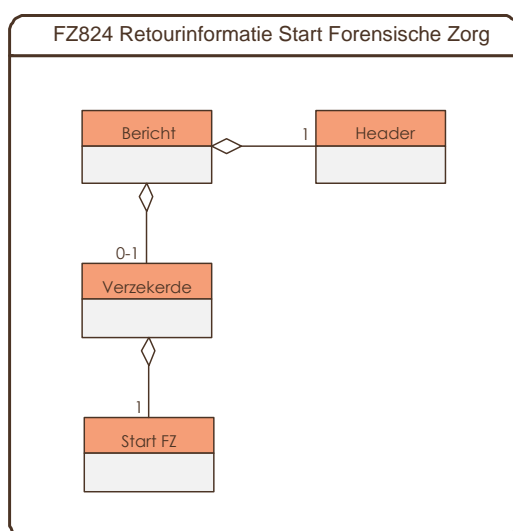 FZ824 Retourinformatie Start Forensische Zorg
Bericht
1
Header
0-1
Verzekerde
1
Start FZ